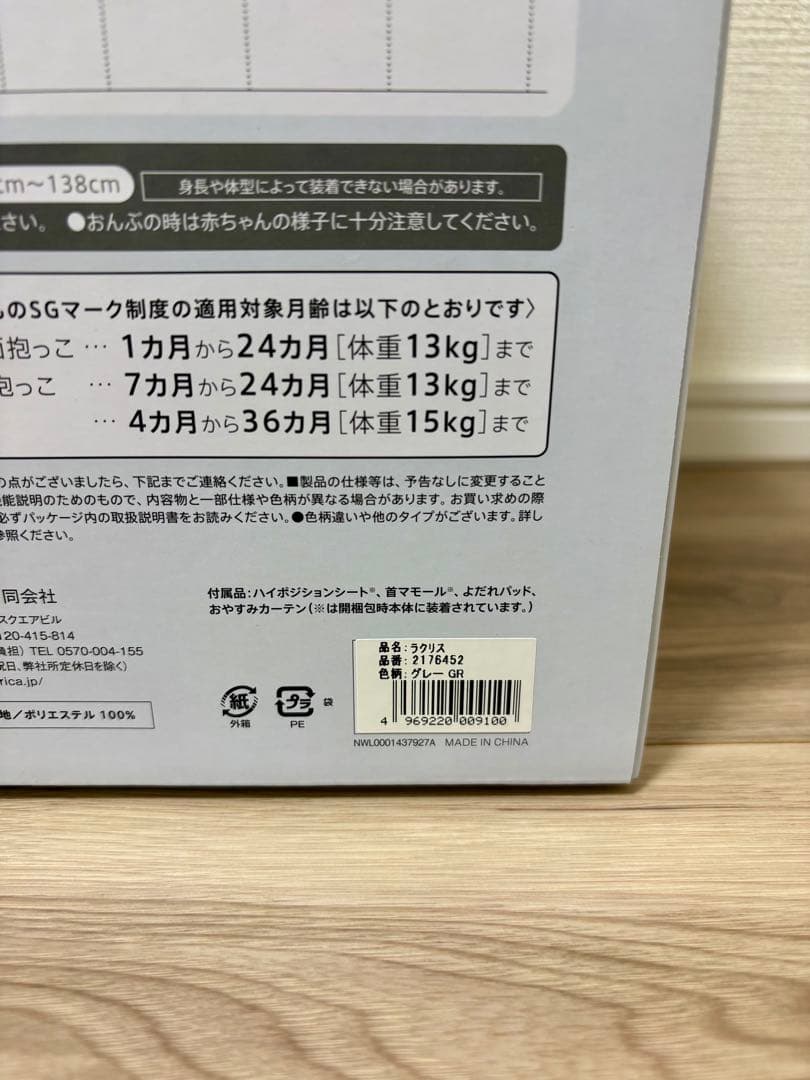 cm～138cm
身長や体型によって装着できない場合があります。
さい。 ●おんぶの時は赤ちゃんの様子に十分注意してください。
のSGマーク制度の適用対象月齢は以下のとおりです〉
抱っこ … 1カ月から24カ月[体重13kg]まで
抱っこ … 7カ月から24カ月[体重13kg]まで
… 4カ月から36カ月[体重15kg]まで
の点がございましたら、下記までご連絡ください。■製品の仕様等は、予告なしに変更すること
能説明のためのもので、内容物と一部仕様や色柄が異なる場合があります。お買い求めの際
必ずパッケージ内の取扱説明書をお読みください。●色柄違いや他のタイプがございます。詳し
参照ください。
同会社
スクエアビル
120-415-814
負担) TEL 0570-004-155
祝日、弊社所定休日を除く)
rica.jp/
地/ポリエステル 100%
付属品:ハイポジションシート※、首マモール※、よだれパッド、
おやすみカーテン(※は開梱包時本体に装着されています。)
紙
外箱
プラ
PE
袋
品名:ラクリス
品番:2176452
色柄:グレー GR
4 969220 009100
NWL0001437927A MADE IN CHINA